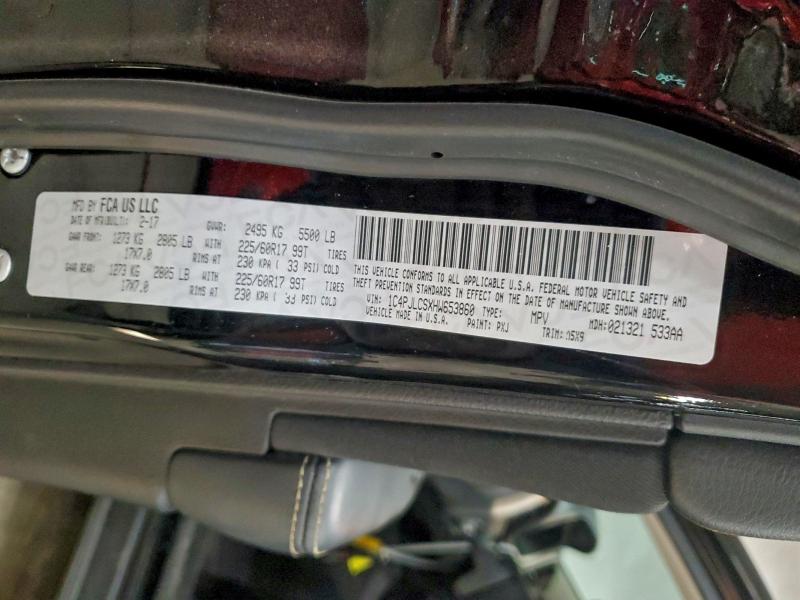 MFD BY FCA US LLC
DATE OF MFR(BUILT): 2-17 GVWR: 2495 KG 5500 LB
GAWR FRONT: 1273 KG 2805 LB WITH 225/60R17 99T TIRES
17X7.0 RIMS AT 230 KPA ( 33 PSI) COLD
GAWR REAR: 1273 KG 2805 LB WITH 225/60R17 99T TIRES
17X7.0 RIMS AT 230 KPA ( 33 PSI) COLD
THIS VEHICLE CONFORMS TO ALL APPLICABLE U.S.A. FEDERAL MOTOR VEHICLE SAFETY AND
THEFT PREVENTION STANDARDS IN EFFECT ON THE DATE OF MANUFACTURE SHOWN ABOVE.
VIN: 1C4PJLCSXHW653860 TYPE: MPV MDH:021321 533AA
VEHICLE MADE IN U.S.A. PAINT: PXJ TRIM: